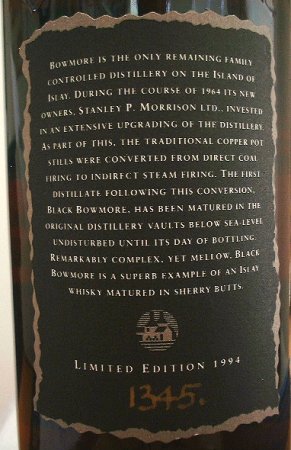 BOWMORE IS THE ONLY REMAINING FAMILY
CONTROLLED DISTILLERY ON THE ISLAND OF
ISLAY. DURING THE COURSE OF 1964 ITS NEW
OWNERS, STANLEY P. MORRISON LTD., INVESTED
IN AN EXTENSIVE UPGRADING OF THE DISTILLERY.
AS PART OF THIS, THE TRADITIONAL COPPER POT
STILLS WERE CONVERTED FROM DIRECT COAL
FIRING TO INDIRECT STEAM FIRING. THE FIRST
DISTILLATE FOLLOWING THIS CONVERSION,
BLACK BOWMORE, HAS BEEN MATURED IN THE
ORIGINAL DISTILLERY VAULTS BELOW SEA-LEVEL
UNDISTURBED UNTIL ITS DAY OF BOTTLING.
REMARKABLY COMPLEX, YET MELLOW, BLACK
BOWMORE IS A SUPERB EXAMPLE OF AN ISLAY
WHISKY MATURED IN SHERRY BUTTS.
LIMITED EDITION 1994
1345.